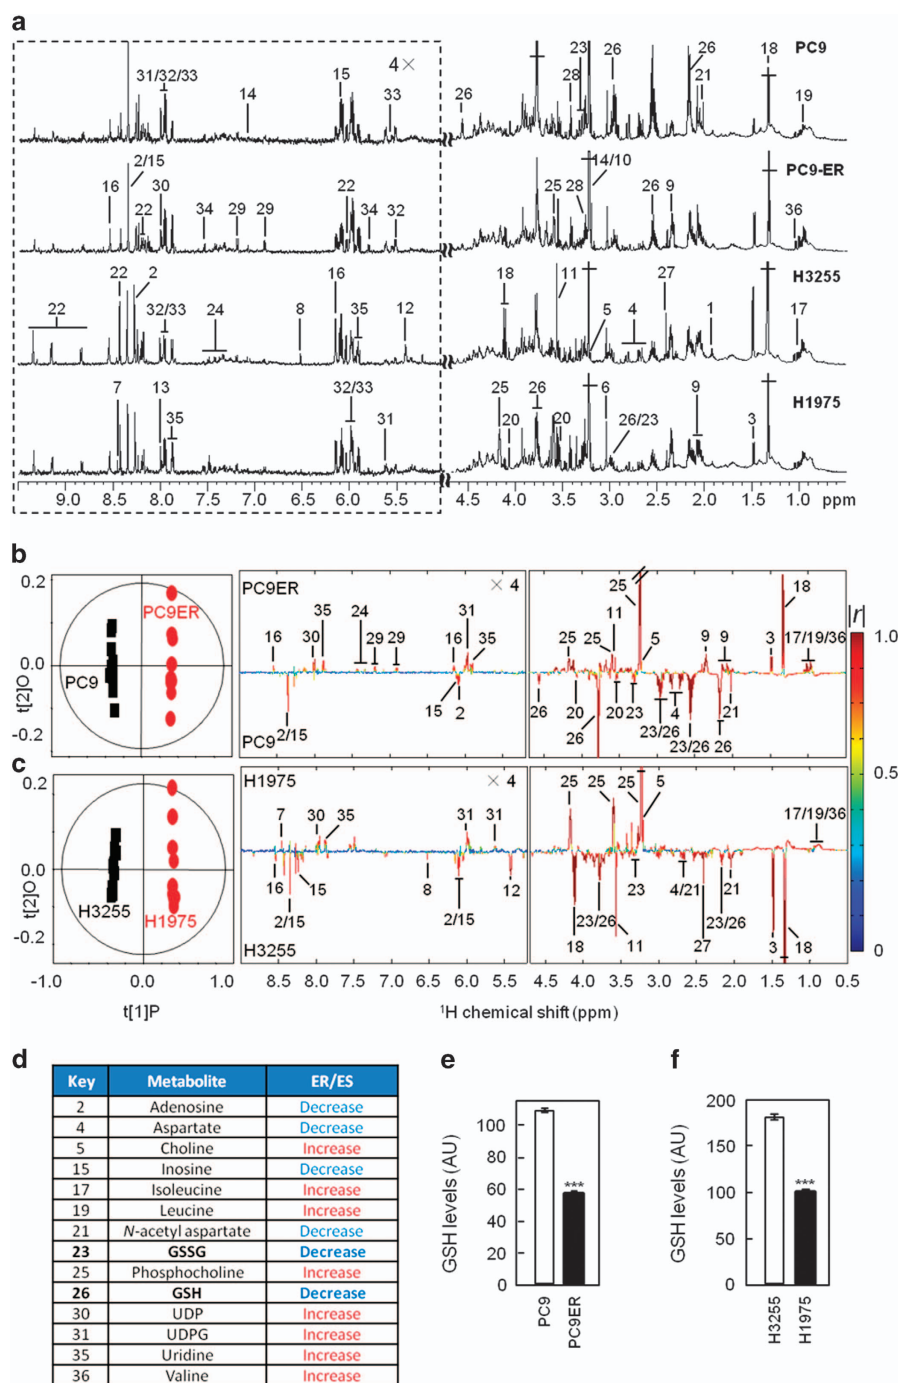 a
31/32/33 14 15 4× 33 26 28 23 26 26 21 18 PC9 19
2/15 16 22 30 34 29 29 22 34 32 25 28 14/10 26 9 PC9-ER 36
22 22 2 32/33 24 8 16 35 12 18 11 5 4 27 1 H3255 17
7 13 35 32/33 31 25 20 26 20 6 26/23 9 3 H1975
9.0 8.5 8.0 7.5 7.0 6.5 6.0 5.5 4.5 4.0 3.5 3.0 2.5 2.0 1.5 1.0 ppm
b
0.2
0.0
-0.2
t[2]O
PC9ER
PC9
PC9ER × 4
16 30 35 24 29 29 16 31 35
2/15 15 2
PC9
25 25 11 25 5 9 9 3 18 17/19/36
26 20 26 20 23 23/26 4 23/26 26 21
|r|
1.0
0.5
0
c
0.2
0.0
-0.2
t[2]O
H3255
H1975
-1.0 0.0 1.0
t[1]P
H1975 × 4
7 30 35 31 31
16 2/15 15 8 2/15 12
H3255
25 25 25 5 17/19/36
18 23/26 11 23 4/21 27 23/26 21 3 18
8.5 8.0 7.5 7.0 6.5 6.0 5.5 4.5 4.0 3.5 3.0 2.5 2.0 1.5 1.0 0.5
¹H chemical shift (ppm)
d
Key Metabolite ER/ES
2 Adenosine Decrease
4 Aspartate Decrease
5 Choline Increase
15 Inosine Decrease
17 Isoleucine Increase
19 Leucine Increase
21 N-acetyl aspartate Decrease
23 GSSG Decrease
25 Phosphocholine Increase
26 GSH Decrease
30 UDP Increase
31 UDPG Increase
35 Uridine Increase
36 Valine Increase
e
GSH levels (AU)
100
80
60
40
20
0
***
PC9
PC9ER
f
GSH levels (AU)
200
150
100
50
0
***
H3255
H1975